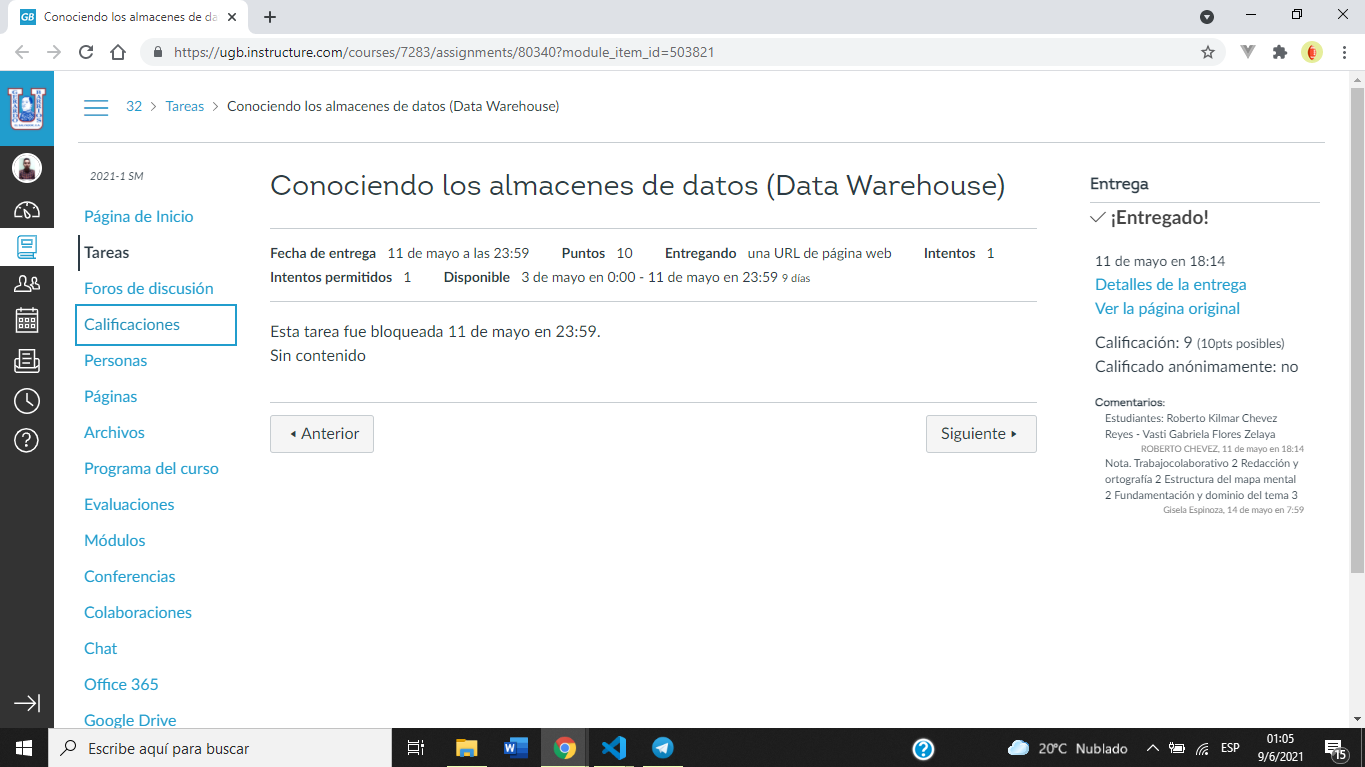 Conociendo los almacenes de da
https://ugb.instructure.com/courses/7283/assignments/80340?module_item_id=503821
32 > Tareas > Conociendo los almacenes de datos (Data Warehouse)
2021-1 SM
Página de Inicio
Tareas
Foros de discusión
Calificaciones
Personas
Páginas
Archivos
Programa del curso
Evaluaciones
Módulos
Conferencias
Colaboraciones
Chat
Office 365
Google Drive
Conociendo los almacenes de datos (Data Warehouse)
Fecha de entrega 11 de mayo a las 23:59 Puntos 10 Entregando una URL de página web Intentos 1
Intentos permitidos 1 Disponible 3 de mayo en 0:00 - 11 de mayo en 23:59 9 días
Esta tarea fue bloqueada 11 de mayo en 23:59.
Sin contenido
Anterior
Siguiente
Entrega
¡Entregado!
11 de mayo en 18:14
Detalles de la entrega
Ver la página original
Calificación: 9 (10pts posibles)
Calificado anónimamente: no
Comentarios:
Estudiantes: Roberto Kilmar Chevez
Reyes - Vasti Gabriela Flores Zelaya
ROBERTO CHEVEZ, 11 de mayo en 18:14
Nota. Trabajocolaborativo 2 Redacción y
ortografía 2 Estructura del mapa mental
2 Fundamentación y dominio del tema 3
Gisela Espinoza, 14 de mayo en 7:59
Escribe aquí para buscar
20°C Nublado
ESP
01:05
9/6/2021
15